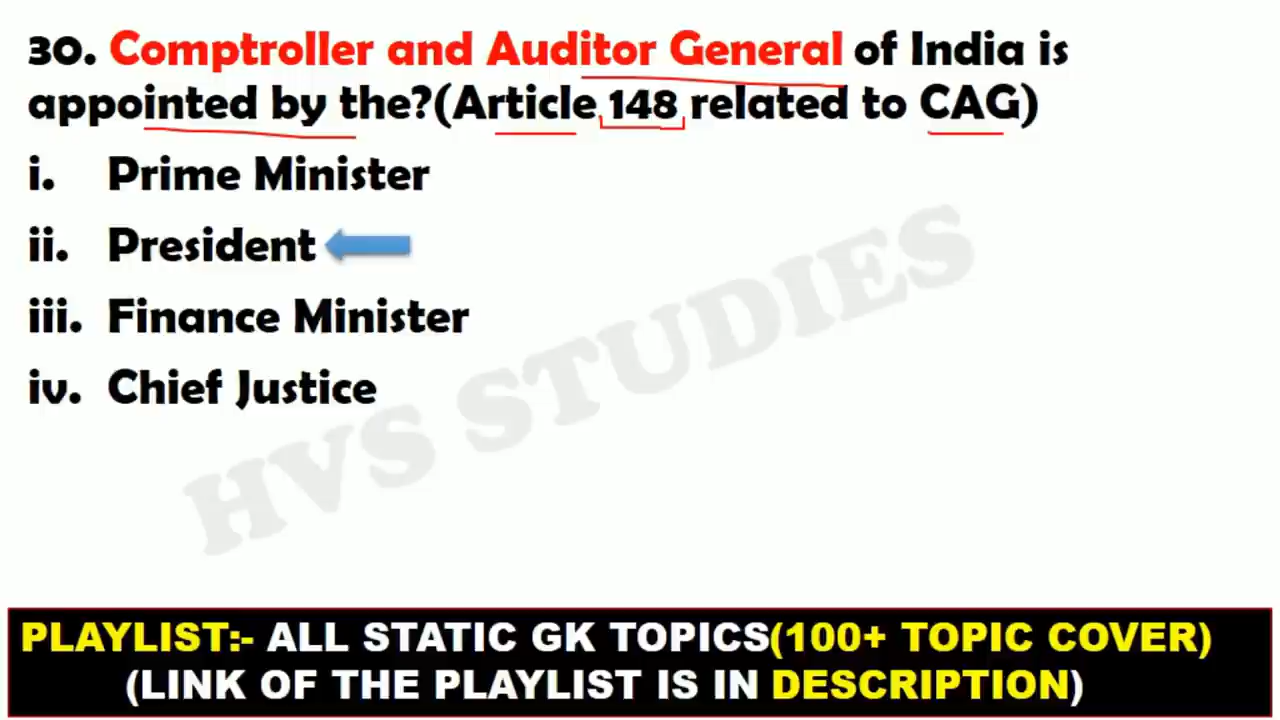 30. Comptroller and Auditor General of India is
appointed by the?(Article 148 related to CAG)
i. Prime Minister
ii. President
iii. Finance Minister
iv. Chief Justice
HVS STUDIES
PLAYLIST:- ALL STATIC GK TOPICS(100+ TOPIC COVER)
(LINK OF THE PLAYLIST IS IN DESCRIPTION)